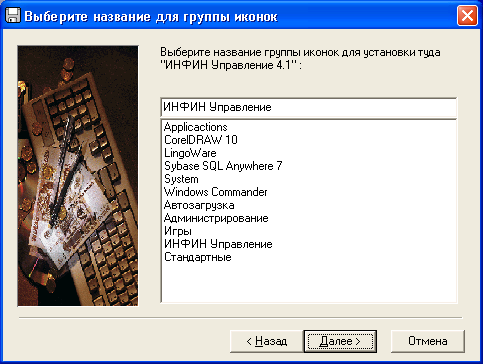 Выберите название для группы иконок
Выберите название группы иконок для установки туда
"ИНФИН Управление 4.1" :
ИНФИН Управление
Applicactions
CorelDRAW 10
LingoWare
Sybase SQL Anywhere 7
System
Windows Commander
Автозагрузка
Администрирование
Игры
ИНФИН Управление
Стандартные
< Назад
Далее >
Отмена